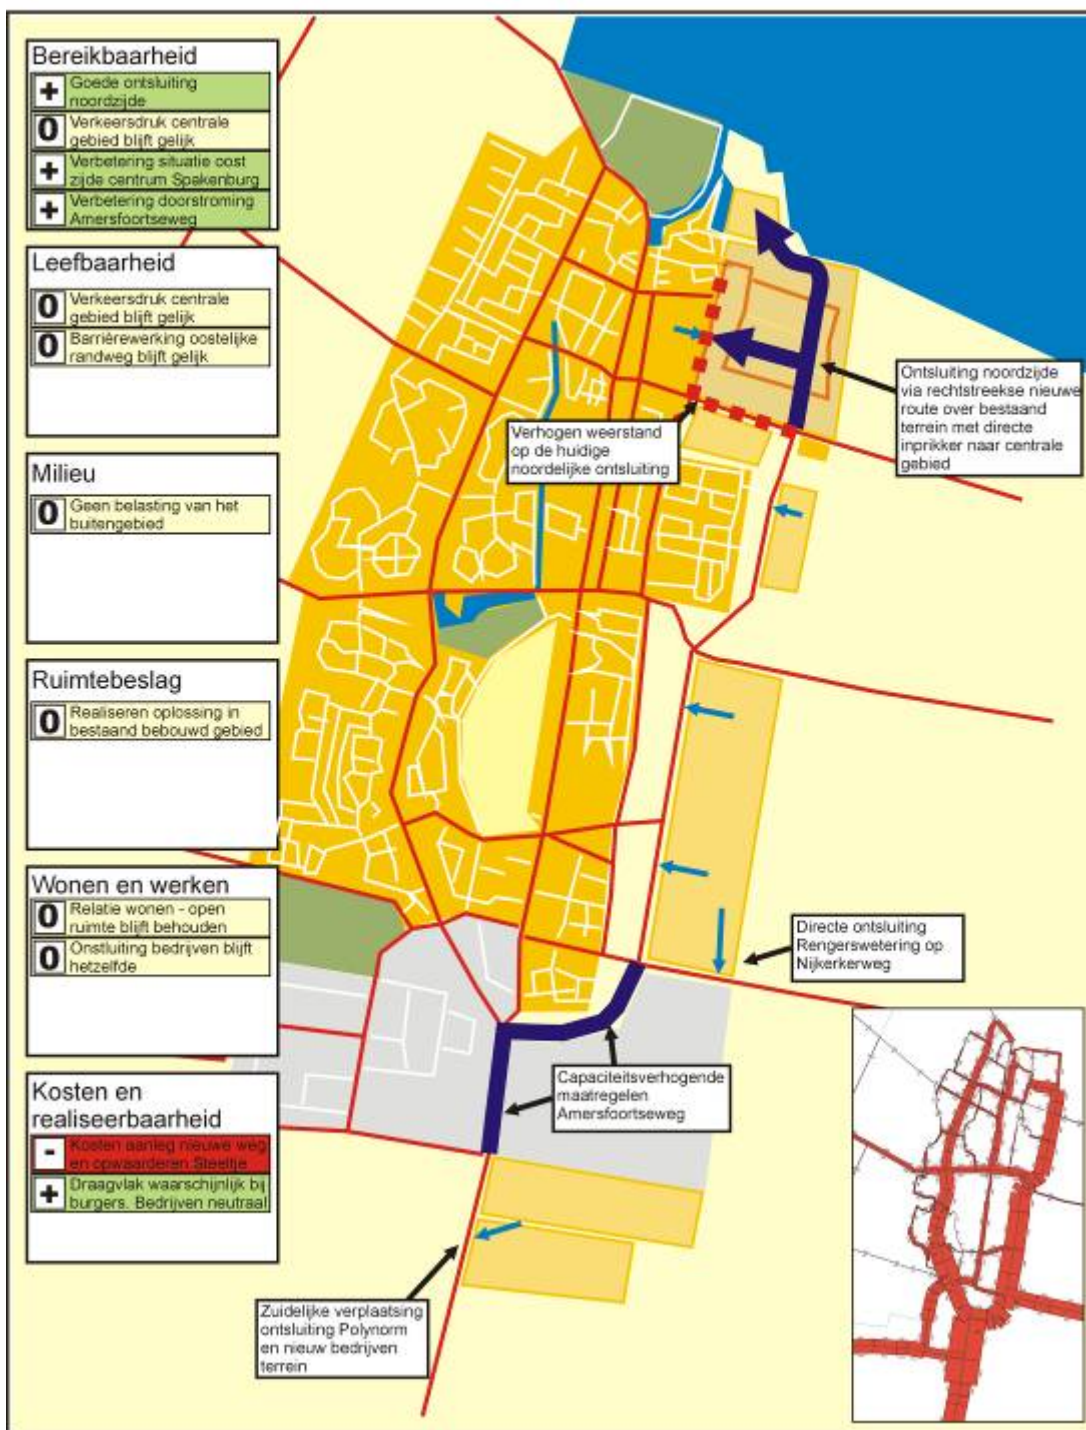 Bereikbaarheid
+ Goede ontsluiting
noordzijde
0 Verkeersdruk centrale
gebied blijft gelijk
+ Verbetering situatie oost
zijde centrum Spakenburg
+ Verbetering doorstroming
Amersfoortseweg
Leefbaarheid
0 Verkeersdruk centrale
gebied blijft gelijk
0 Barrièrewerking oostelijke
randweg blijft gelijk
Milieu
0 Geen belasting van het
buitengebied
Ruimtebeslag
0 Realiseren oplossing in
bestaand bebouwd gebied
Wonen en werken
0 Relatie wonen - open
ruimte blijft behouden
0 Onstluiting bedrijven blijft
hetzelfde
Kosten en
realiseerbaarheid
- Kosten aanleg nieuwe weg
en opwaarderen Steeltje
+ Draagvlak waarschijnlijk bij
burgers. Bedrijven neutraal
Ontsluiting noordzijde
via rechtstreekse nieuwe
route over bestaand
terrein met directe
inprikker naar centrale
gebied
Verhogen weerstand
op de huidige
noordelijke ontsluiting
Directe ontsluiting
Rengerswetering op
Nijkerkerweg
Capaciteitsverhogende
maatregelen
Amersfoortseweg
Zuidelijke verplaatsing
ontsluiting Polynorm
en nieuw bedrijven
terrein